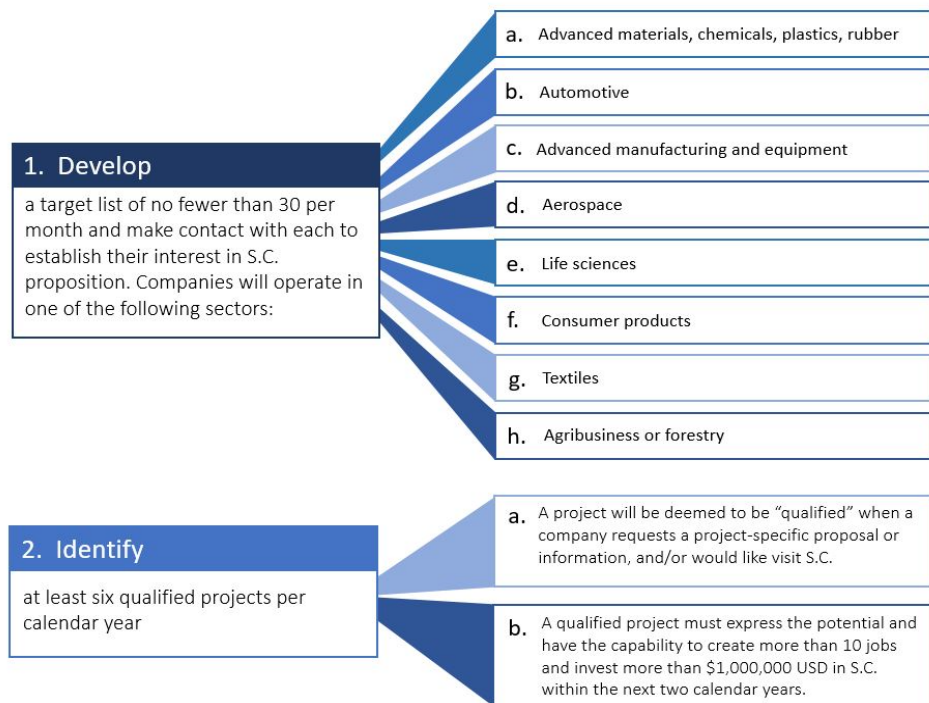 1. Develop
a target list of no fewer than 30 per
month and make contact with each to
establish their interest in S.C.
proposition. Companies will operate in
one of the following sectors:
a. Advanced materials, chemicals, plastics, rubber
b. Automotive
c. Advanced manufacturing and equipment
d. Aerospace
e. Life sciences
f. Consumer products
g. Textiles
h. Agribusiness or forestry
2. Identify
at least six qualified projects per
calendar year
a. A project will be deemed to be “qualified” when a
company requests a project-specific proposal or
information, and/or would like visit S.C.
b. A qualified project must express the potential and
have the capability to create more than 10 jobs
and invest more than $1,000,000 USD in S.C.
within the next two calendar years.